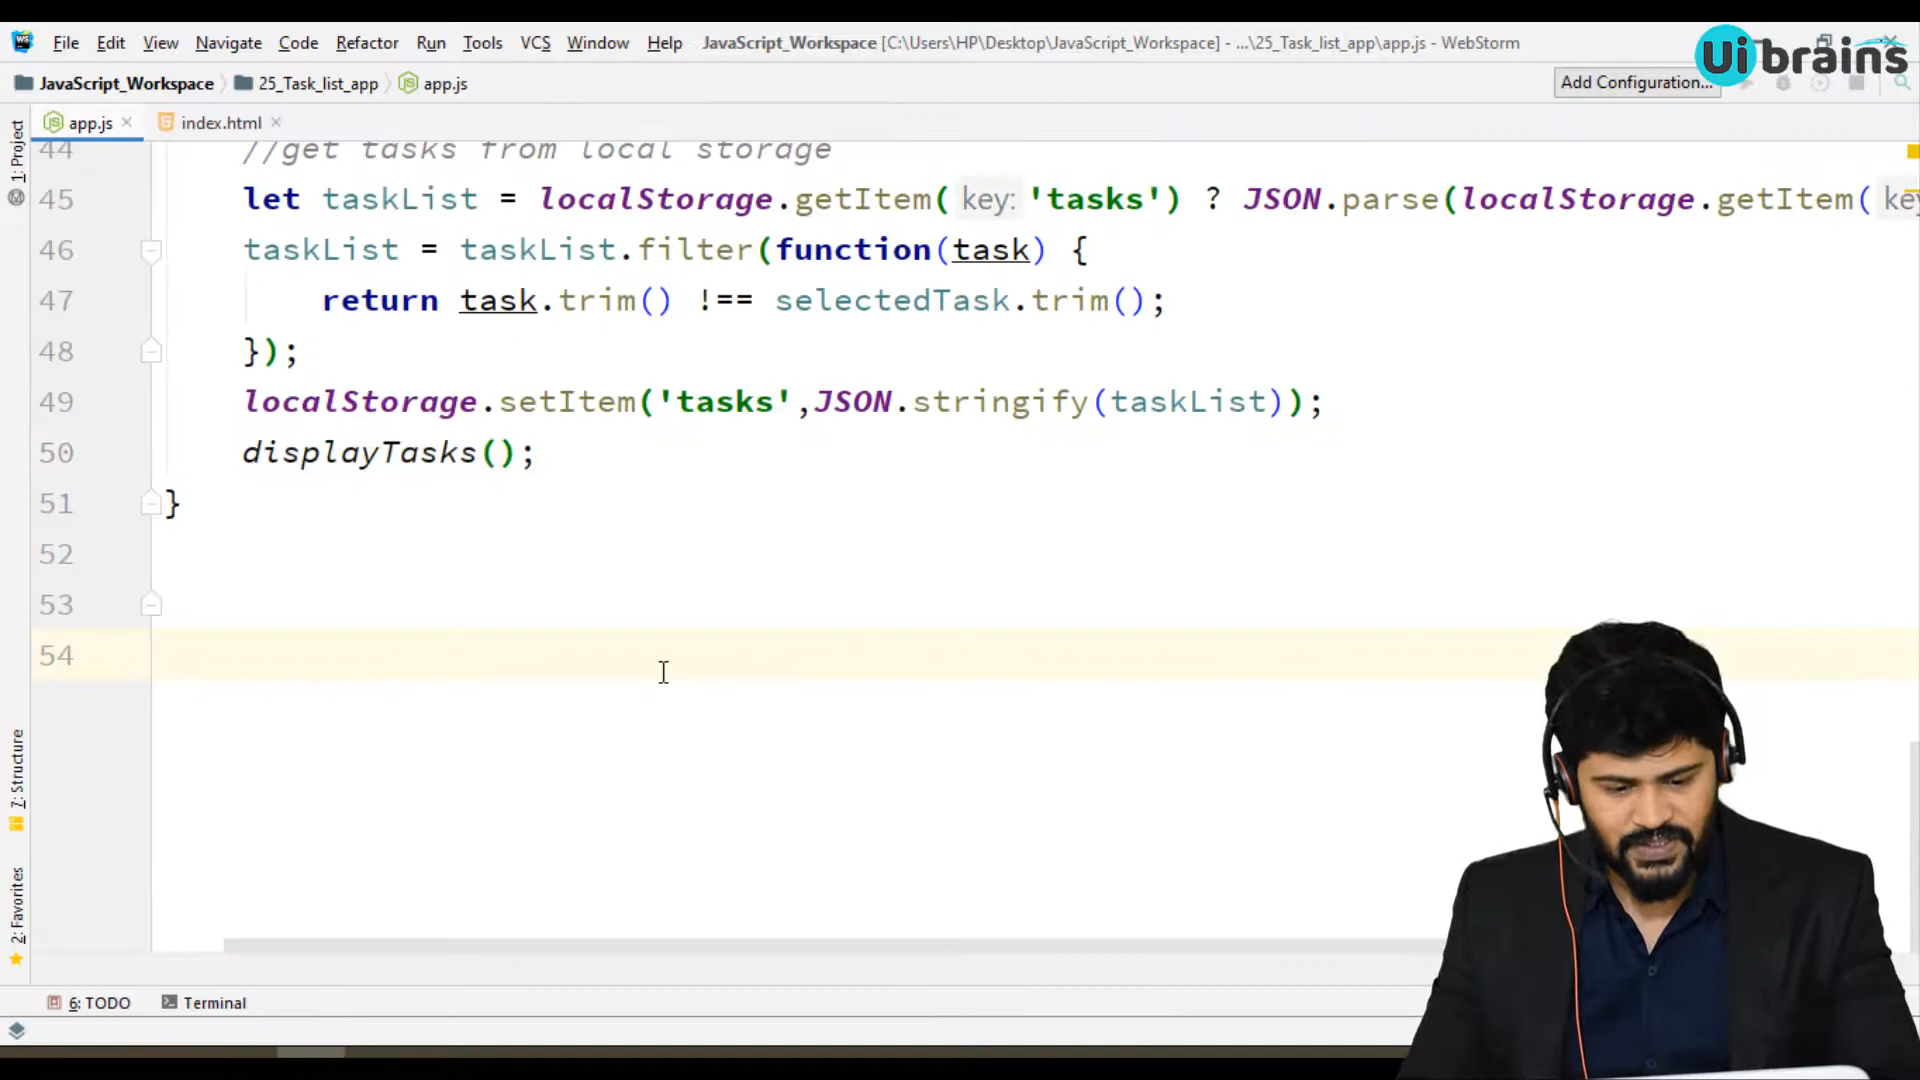 File Edit View Navigate Code Refactor Run Tools VCS Window Help JavaScript_Workspace [C:\Users\HP\Desktop\JavaScript_Workspace] - ...\25_Task_list_app\app.js - WebStorm
Ui brains
JavaScript_Workspace 25_Task_list_app app.js Add Configuration...
app.js index.html
1: Project
44 //get tasks from local storage
45 let taskList = localStorage.getItem( key: 'tasks') ? JSON.parse(localStorage.getItem( key
46 taskList = taskList.filter(function(task) {
47 return task.trim() !== selectedTask.trim();
48 });
49 localStorage.setItem('tasks',JSON.stringify(taskList));
50 displayTasks();
51 }
52
53
54
7: Structure
2: Favorites
6: TODO Terminal